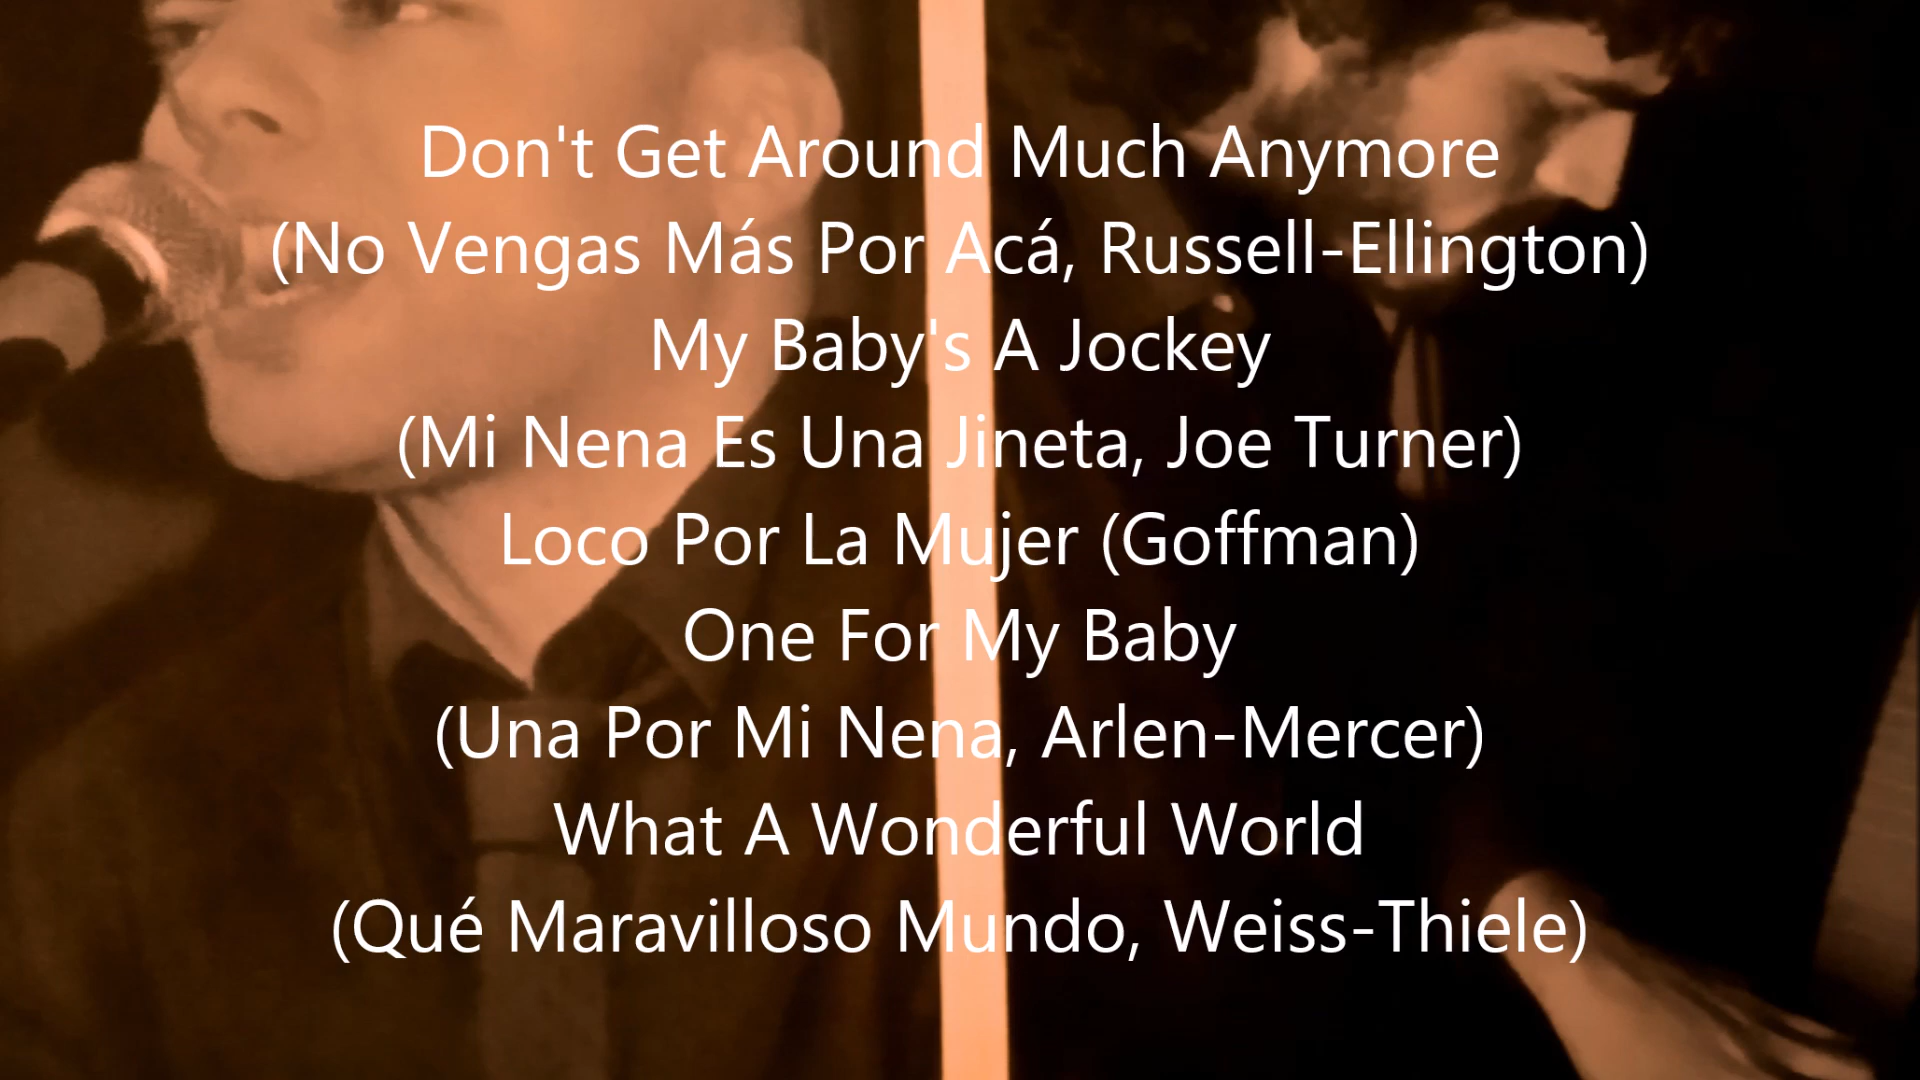 Don't Get Around Much Anymore
(No Vengas Más Por Acá, Russell-Ellington)
My Baby's A Jockey
(Mi Nena Es Una Jineta, Joe Turner)
Loco Por La Mujer (Goffman)
One For My Baby
(Una Por Mi Nena, Arlen-Mercer)
What A Wonderful World
(Qué Maravilloso Mundo, Weiss-Thiele)